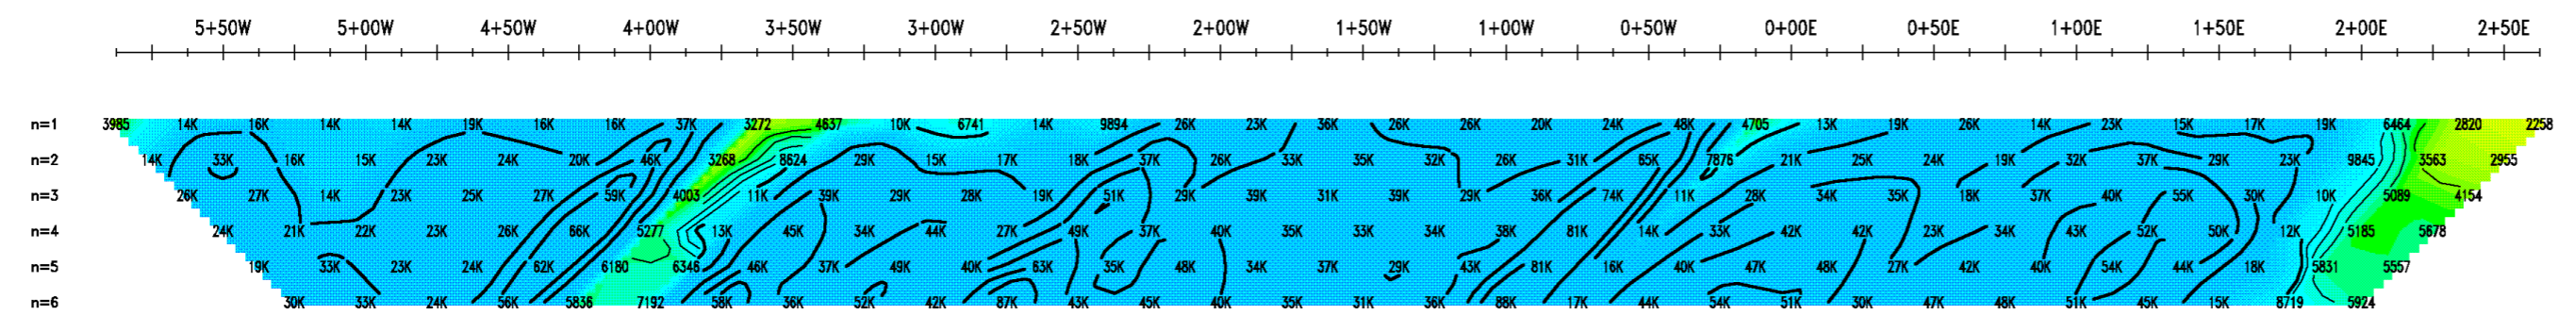 5+50W 5+00W 4+50W 4+00W 3+50W 3+00W 2+50W 2+00W 1+50W 1+00W 0+50W 0+00E 0+50E 1+00E 1+50E 2+00E 2+50E
n=1 3985 14K 16K 14K 14K 19K 16K 16K 37K 3272 4637 10K 6741 14K 9894 26K 23K 36K 26K 26K 20K 24K 48K 4705 13K 19K 26K 14K 23K 15K 17K 19K 6464 2820 2258
n=2 14K 33K 16K 15K 23K 24K 20K 46K 3268 8624 29K 15K 17K 18K 37K 26K 33K 35K 32K 26K 31K 65K 7876 21K 25K 24K 19K 32K 37K 29K 23K 9845 3563 2955
n=3 26K 27K 14K 23K 25K 27K 59K 4003 11K 39K 29K 28K 19K 51K 29K 39K 31K 39K 29K 36K 74K 11K 28K 34K 35K 18K 37K 40K 55K 30K 10K 5089 4154
n=4 24K 21K 22K 23K 26K 66K 5277 13K 45K 34K 44K 27K 49K 37K 40K 35K 33K 34K 38K 81K 14K 33K 42K 42K 23K 34K 43K 52K 50K 12K 5185 5678
n=5 19K 33K 23K 24K 62K 6180 6346 46K 37K 49K 40K 63K 35K 48K 34K 37K 29K 43K 81K 16K 40K 47K 48K 27K 42K 40K 54K 44K 18K 5831 5557
n=6 30K 33K 24K 56K 5836 7192 58K 36K 52K 42K 87K 43K 45K 40K 35K 31K 36K 88K 17K 44K 54K 51K 30K 47K 48K 51K 45K 15K 8719 5924